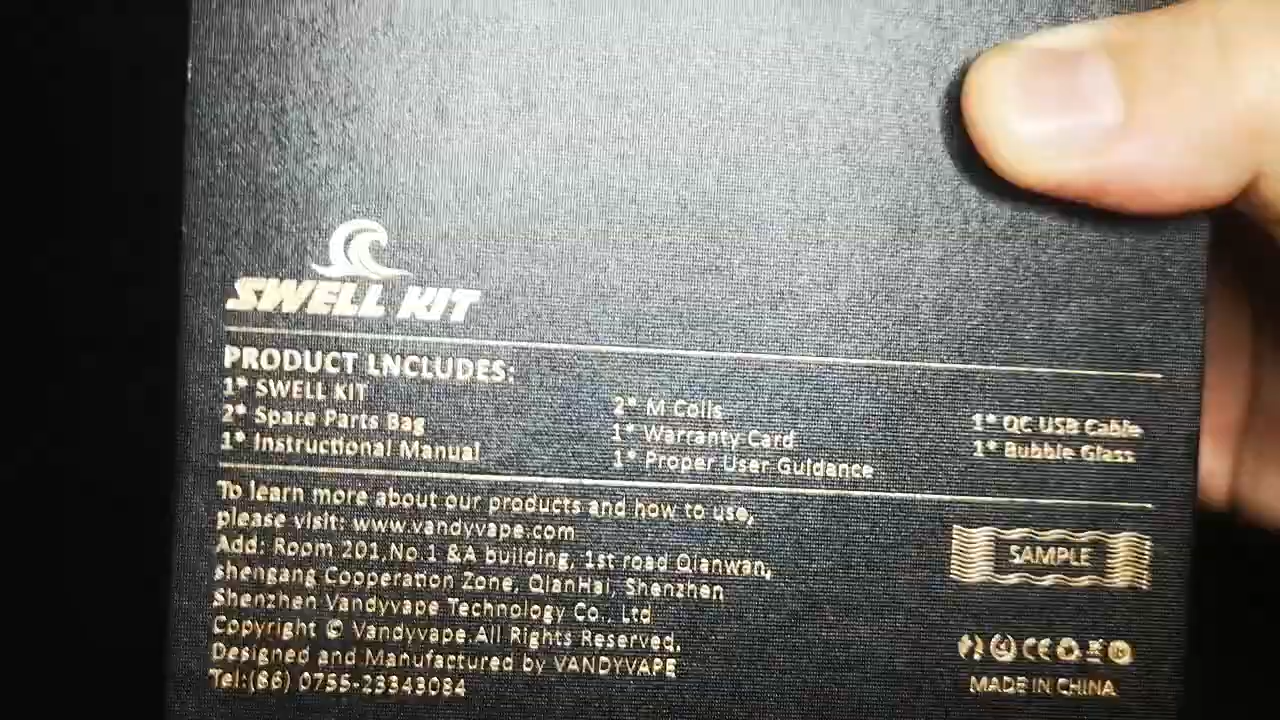 SWELL KIT
PRODUCT LNCLUDES:
1* SWELL KIT
2* Spare Parts Bag
1* Instructional Manual
2* M Coils
1* Warranty Card
1* Proper User Guidance
1* QC USB Cable
1* Bubble Glass
To learn more about our products and how to use,
please visit: www.vandyvape.com
Add: Room 201,No.1 &A building, 1st road Qianwan,
shengang Cooperation Zone, QianHai, Shenzhen
Shenzhen Vandyvape Technology Co., Ltd
Copyright © Vandyvape.All Rights Reserved,
Designed and Manufactured by VANDYVAPE
Tel:(86) 0755-23343084
SAMPLE
CE
MADE IN CHINA